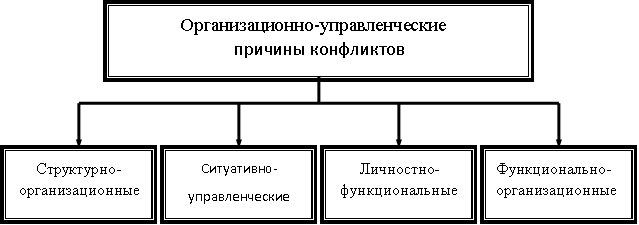 Организационно-управленческие
причины конфликтов
Структурно-
организационные
Ситуативно-
управленческие
Личностно-
функциональные
Функционально-
организационные